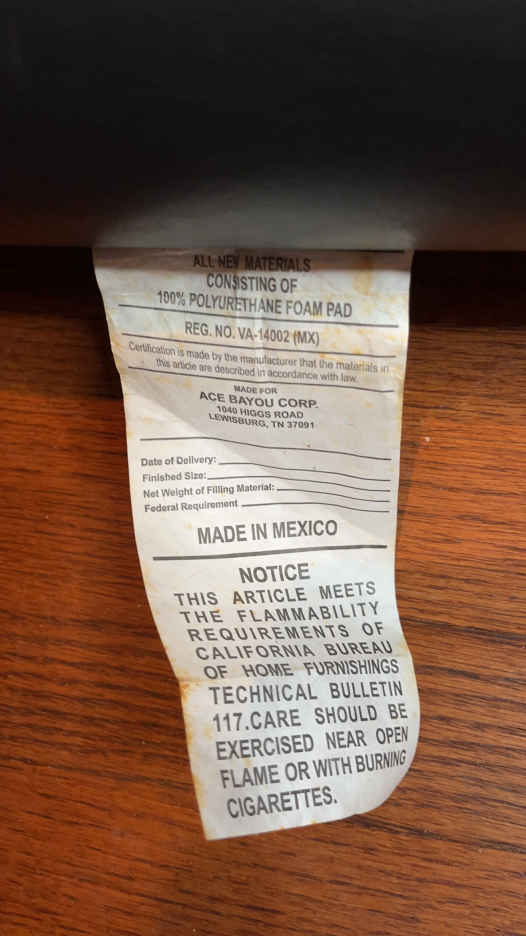 ALL NEW MATERIALS
CONSISTING OF
100% POLYURETHANE FOAM PAD
REG. NO. VA-14002 (MX)
Certification is made by the manufacturer that the materials in
this article are described in accordance with law.
MADE FOR
ACE BAYOU CORP.
1040 HIGGS ROAD
LEWISBURG, TN 37091
Date of Delivery:
Finished Size:
Net Weight of Filling Material:
Federal Requirement
MADE IN MEXICO
NOTICE
THIS ARTICLE MEETS
THE FLAMMABILITY
REQUIREMENTS OF
CALIFORNIA BUREAU
OF HOME FURNISHINGS
TECHNICAL BULLETIN
117.CARE SHOULD BE
EXERCISED NEAR OPEN
FLAME OR WITH BURNING
CIGARETTES.